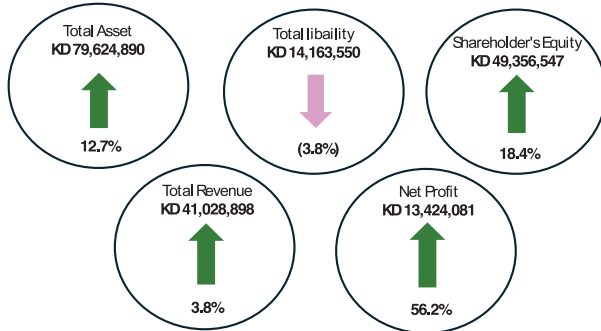 Total Asset
KD 79,624,890
12.7%
Total libaility
KD 14,163,550
(3.8%)
Shareholder's Equity
KD 49,356,547
18.4%
Total Revenue
KD 41,028,898
3.8%
Net Profit
KD 13,424,081
56.2%